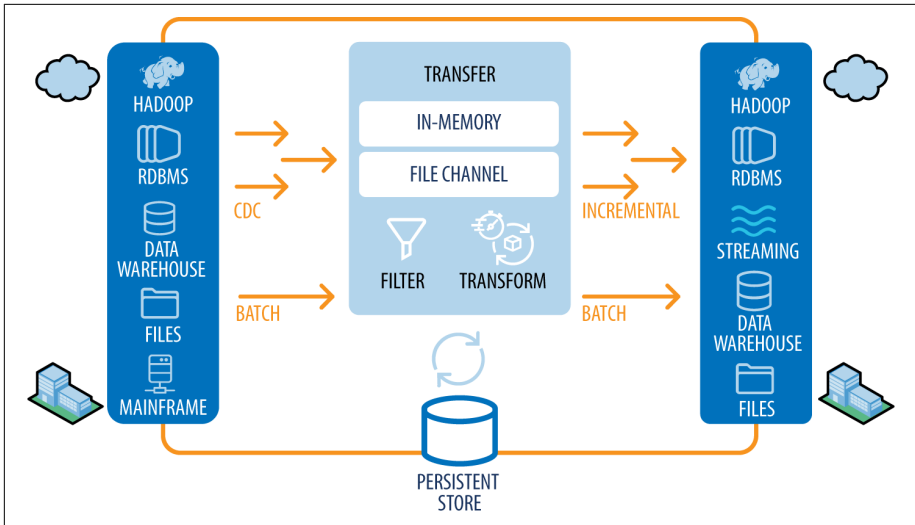 HADOOP
RDBMS
DATA
WAREHOUSE
FILES
MAINFRAME
CDC
BATCH
TRANSFER
IN-MEMORY
FILE CHANNEL
FILTER
TRANSFORM
INCREMENTAL
BATCH
HADOOP
RDBMS
STREAMING
DATA
WAREHOUSE
FILES
PERSISTENT
STORE